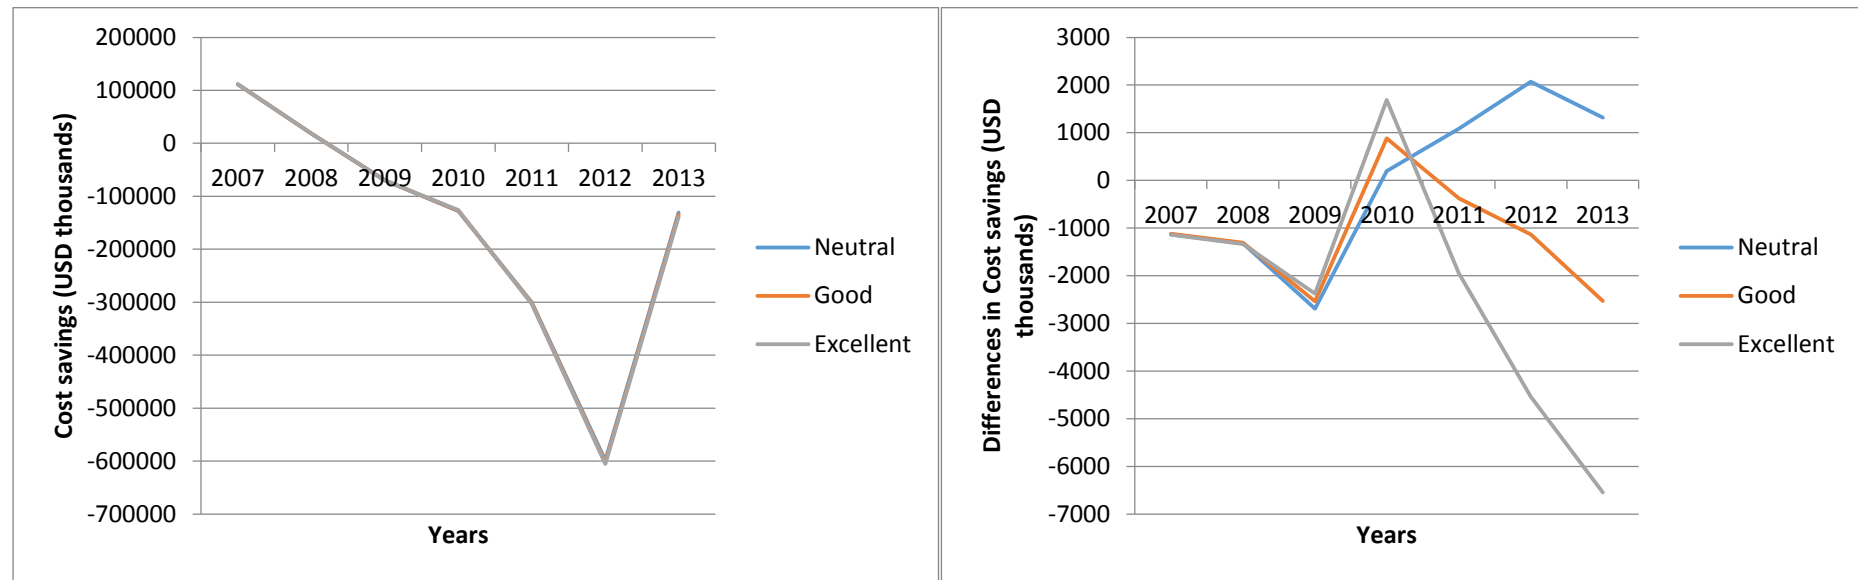 200000
100000
0
-100000
-200000
-300000
-400000
-500000
-600000
-700000
Cost savings (USD thousands)
2007 2008 2009 2010 2011 2012 2013
Years
Neutral
Good
Excellent
3000
2000
1000
0
-1000
-2000
-3000
-4000
-5000
-6000
-7000
Differences in Cost savings (USD
thousands)
2007 2008 2009 2010 2011 2012 2013
Years
Neutral
Good
Excellent